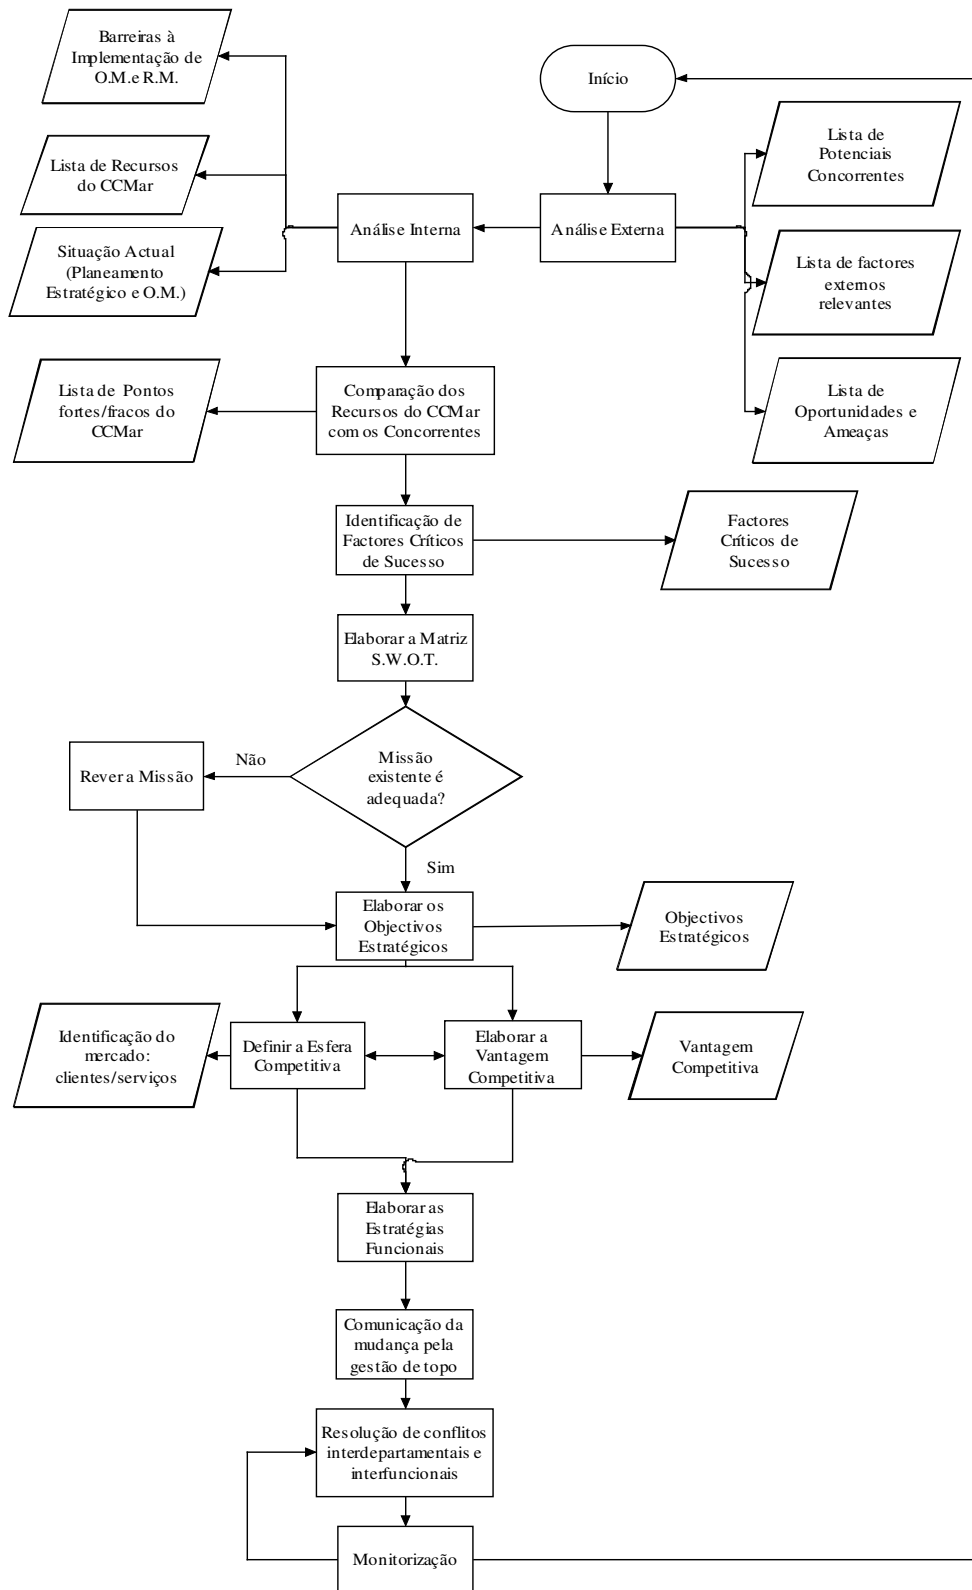 Barreiras à
Implementação de
O.M.e R.M.
Início
Lista de
Potenciais
Concorrentes
Lista de Recursos
do CCMar
Análise Interna
Análise Externa
Situação Actual
(Planeamento
Estratégico e O.M.)
Lista de factores
externos
relevantes
Lista de Pontos
fortes/fracos do
CCMar
Comparação dos
Recursos do CCMar
com os Concorrentes
Lista de
Oportunidades e
Ameaças
Identificação de
Factores Críticos
de Sucesso
Factores
Críticos de
Sucesso
Elaborar a Matriz
S.W.O.T.
Missão
existente é
adequada?
Não
Rever a Missão
Sim
Elaborar os
Objectivos
Estratégicos
Objectivos
Estratégicos
Identificação do
mercado:
clientes/serviços
Definir a Esfera
Competitiva
Elaborar a
Vantagem
Competitiva
Vantagem
Competitiva
Elaborar as
Estratégias
Funcionais
Comunicação da
mudança pela
gestão de topo
Resolução de conflitos
interdepartamentais e
interfuncionais
Monitorização